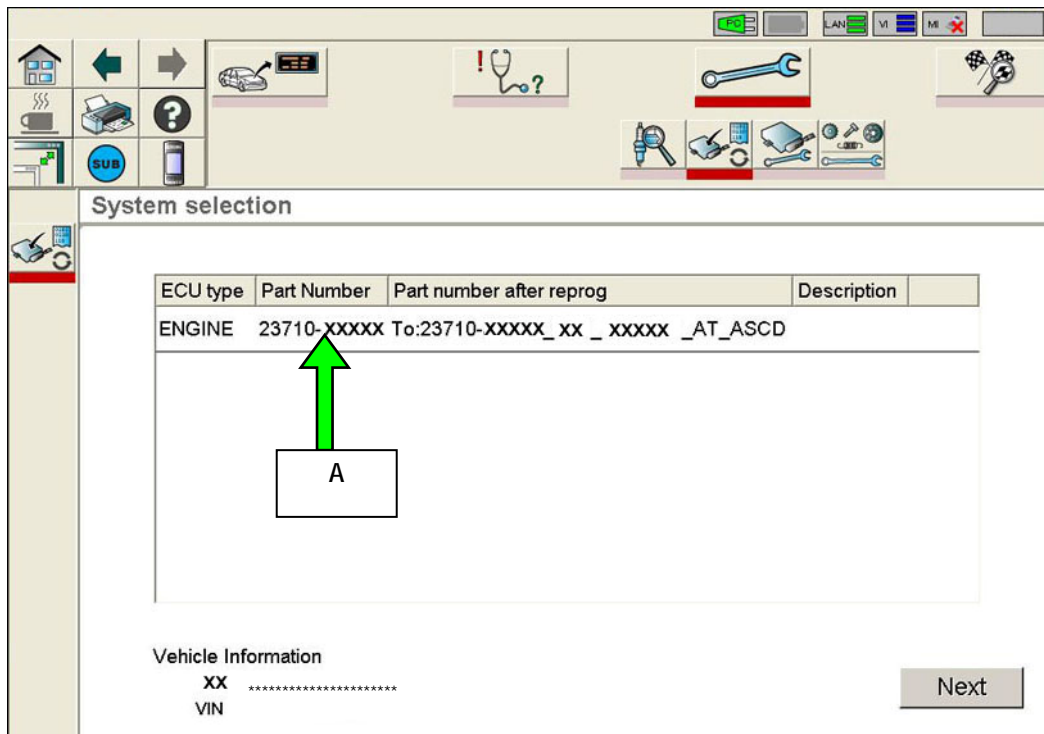 PC LAN VI MI
! ?
?
SUB
System selection
ECU type Part Number Part number after reprog Description
ENGINE 23710-XXXXX To:23710-XXXXX_ XX _ XXXXX _AT_ASCD
A
Vehicle Information
XX **********************
VIN
Next